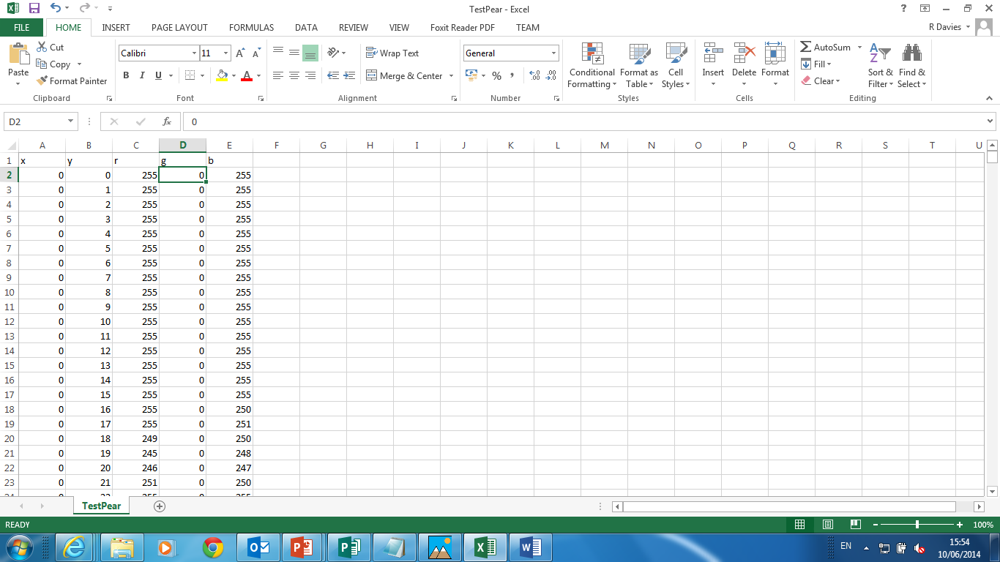 TestPear - Excel
FILE HOME INSERT PAGE LAYOUT FORMULAS DATA REVIEW VIEW Foxit Reader PDF TEAM R Davies
Cut
Copy
Format Painter
Paste
Clipboard
Calibri 11
B I U
Font
Wrap Text
Merge & Center
Alignment
General
%
Number
Conditional Formatting
Format as Table
Cell Styles
Styles
Insert Delete Format
Cells
AutoSum
Fill
Clear
Sort & Filter
Find & Select
Editing
D2 fx 0
A B C D E F G H I J K L M N O P Q R S T U
1 x y r g b
2 0 0 255 0 255
3 0 1 255 0 255
4 0 2 255 0 255
5 0 3 255 0 255
6 0 4 255 0 255
7 0 5 255 0 255
8 0 6 255 0 255
9 0 7 255 0 255
10 0 8 255 0 255
11 0 9 255 0 255
12 0 10 255 0 255
13 0 11 255 0 255
14 0 12 255 0 255
15 0 13 255 0 255
16 0 14 255 0 255
17 0 15 255 0 255
18 0 16 255 0 250
19 0 17 255 0 251
20 0 18 249 0 250
21 0 19 245 0 248
22 0 20 246 0 247
23 0 21 251 0 250
TestPear
READY 100%
EN 15:54
10/06/2014